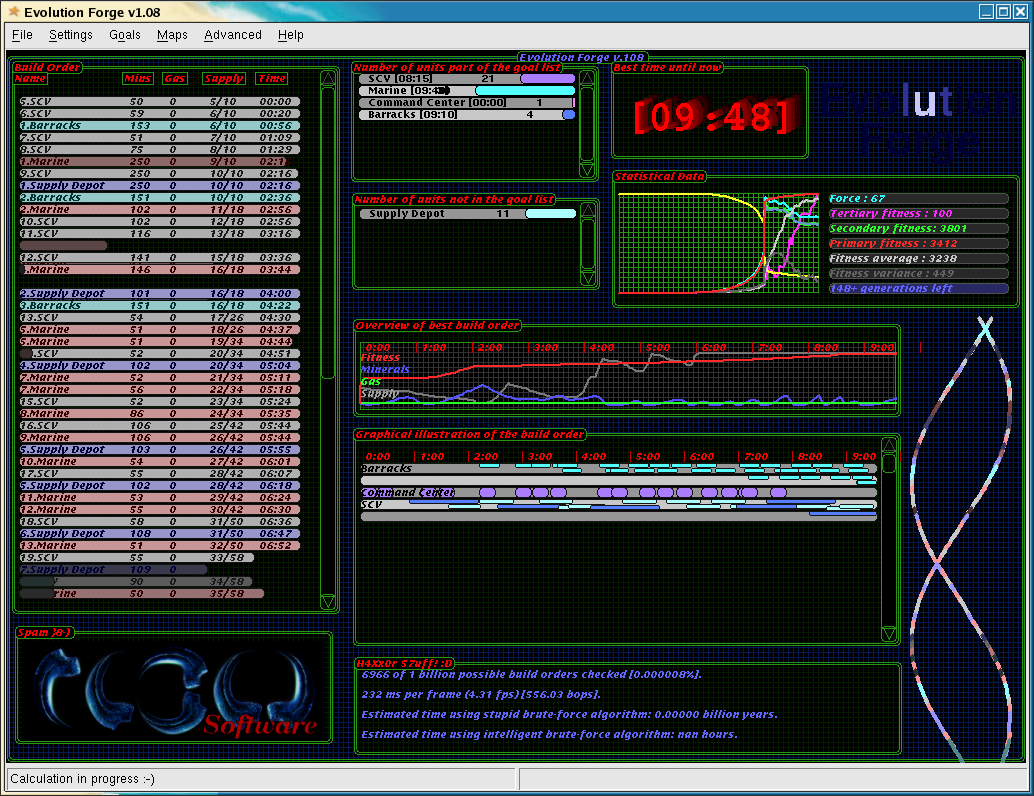 Evolution Forge v1.08
File Settings Goals Maps Advanced Help
Evolution Forge v.108
Build Order
Name Mins Gas Supply Time
5.SCV 50 0 5/10 00:00
6.SCV 59 0 6/10 00:20
1.Barracks 153 0 6/10 00:56
7.SCV 51 0 7/10 01:09
8.SCV 75 0 8/10 01:29
1.Marine 250 0 9/10
9.SCV 250 0 10/10 02:16
1.Supply Depot 250 0 10/10 02:16
2.Barracks 151 0 10/10 02:36
2.Marine 102 0 11/18 02:56
10.SCV 102 0 12/18 02:56
11.SCV 116 0 13/18 03:16
12.SCV 141 0 15/18 03:36
.Marine 146 0 16/18 03:44
2.Supply Depot 101 0 16/18 04:00
3.Barracks 151 0 16/18 04:22
13.SCV 54 0 17/26 04:30
5.Marine 51 0 18/26 04:37
5.Marine 51 0 19/34 04:44
.SCV 52 0 20/34 04:51
4.Supply Depot 102 0 20/34 05:04
7.Marine 52 0 21/34 05:11
7.Marine 56 0 22/34 05:18
15.SCV 52 0 23/34 05:24
8.Marine 86 0 24/34 05:35
16.SCV 106 0 25/42 05:44
9.Marine 106 0 26/42 05:44
5.Supply Depot 103 0 26/42 05:55
10.Marine 54 0 27/42 06:01
17.SCV 55 0 28/42 06:07
5.Supply Depot 102 0 28/42 06:18
11.Marine 53 0 29/42 06:24
12.Marine 55 0 30/42 06:30
18.SCV 58 0 31/50 06:36
6.Supply Depot 108 0 31/50 06:47
13.Marine 51 0 32/50 06:52
19.SCV 55 0 33/58
7.Supply Depot 109 0
90 0 34/58
rine 50 0 35/58
Spam )8-)
Software
Number of units part of the goal list
SCV [08:15] 21
Marine [09:4
Command Center [00:00] 1
Barracks [09:10] 4
Number of units not in the goal list
Supply Depot 11
Best time until now
[09:48]
Evolution
Forge
Statistical Data
Force : 67
Tertiary fitness : 100
Secondary fitness: 3801
Primary fitness : 3412
Fitness average : 3238
Fitness variance : 449
148+ generations left
Overview of best build order
0:00 1:00 2:00 3:00 4:00 5:00 6:00 7:00 8:00 9:00
Fitness
Minerals
Gas
Supply
Graphical illustration of the build order
0:00 1:00 2:00 3:00 4:00 5:00 6:00 7:00 8:00 9:00
Barracks
Command Center
SCV
H4Xx0r 57uff! :O
6966 of 1 billion possible build orders checked [0.000008%].
232 ms per frame (4.31 fps) [556.03 bops].
Estimated time using stupid brute-force algorithm: 0.00000 billion years.
Estimated time using intelligent brute-force algorithm: nan hours.
Calculation in progress :-)